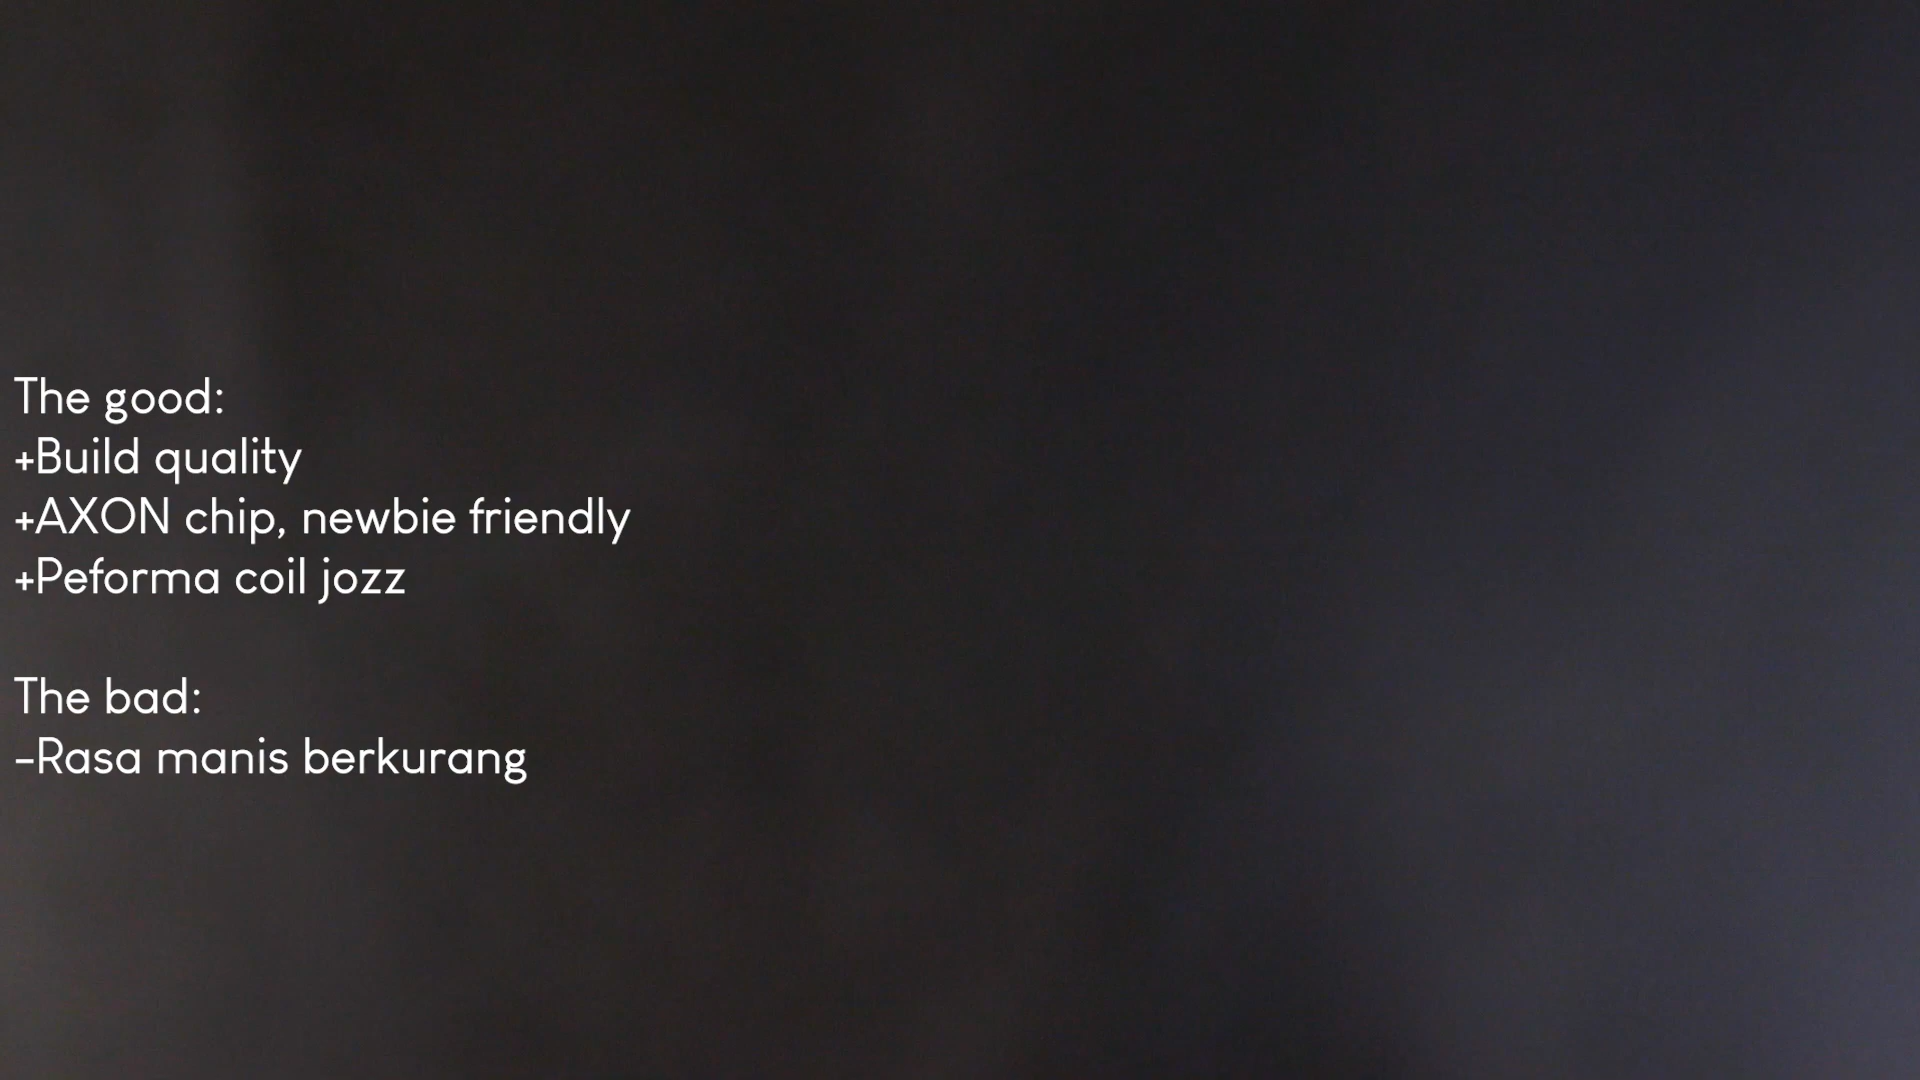 The good:
+Build quality
+AXON chip, newbie friendly
+Peforma coil jozz
The bad:
-Rasa manis berkurang